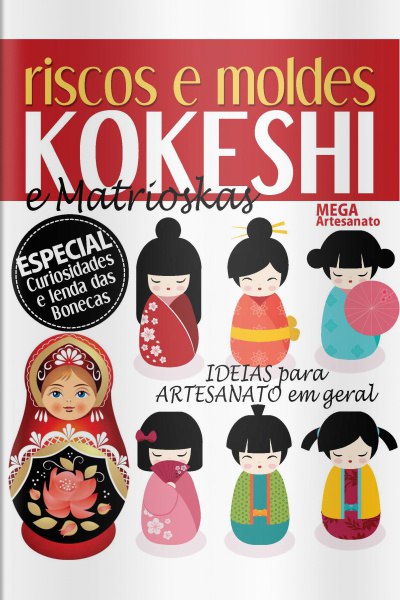 riscos e moldes
KOKESHI
e Matrioskas
MEGA
Artesanato
ESPECIAL
Curiosidades
e lenda das
Bonecas
IDEIAS para
ARTESANATO em geral